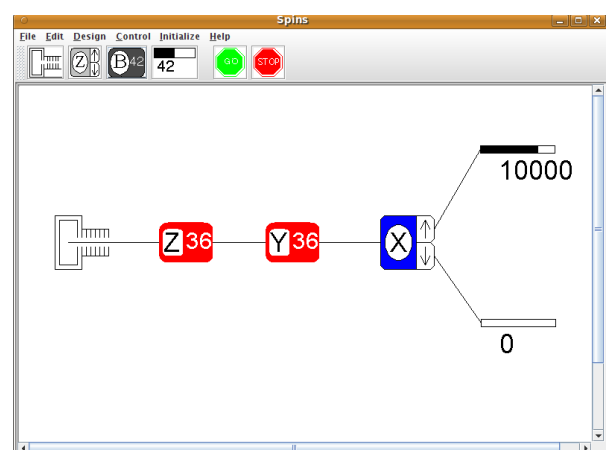 Spins
File Edit Design Control Initialize Help
Z B 42 42 GO STOP
10000
Z 36 Y 36 X
0